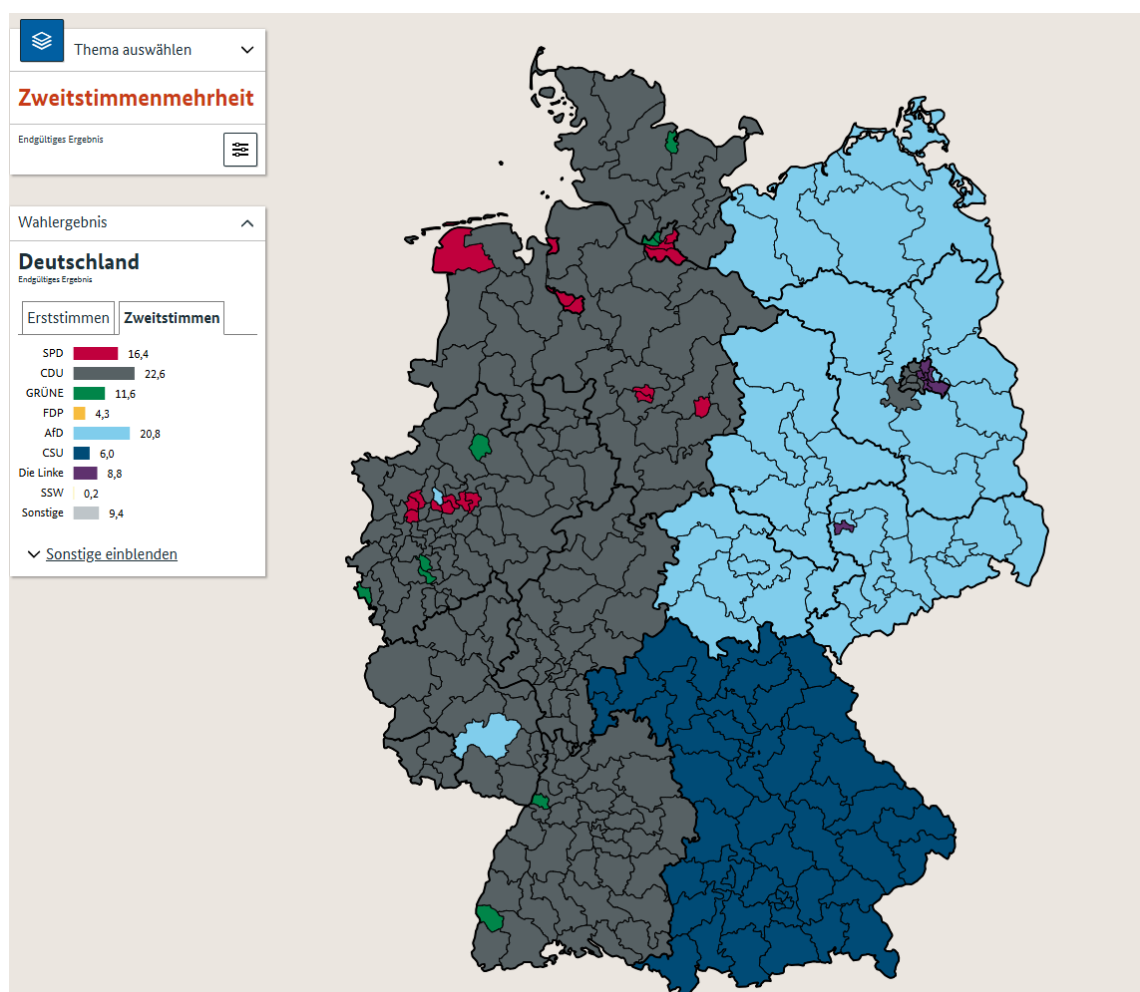 Thema auswählen
Zweitstimmenmehrheit
Endgültiges Ergebnis
Wahlergebnis
Deutschland
Endgültiges Ergebnis
Erststimmen Zweitstimmen
SPD 16,4
CDU 22,6
GRÜNE 11,6
FDP 4,3
AfD 20,8
CSU 6,0
Die Linke 8,8
SSW 0,2
Sonstige 9,4
Sonstige einblenden